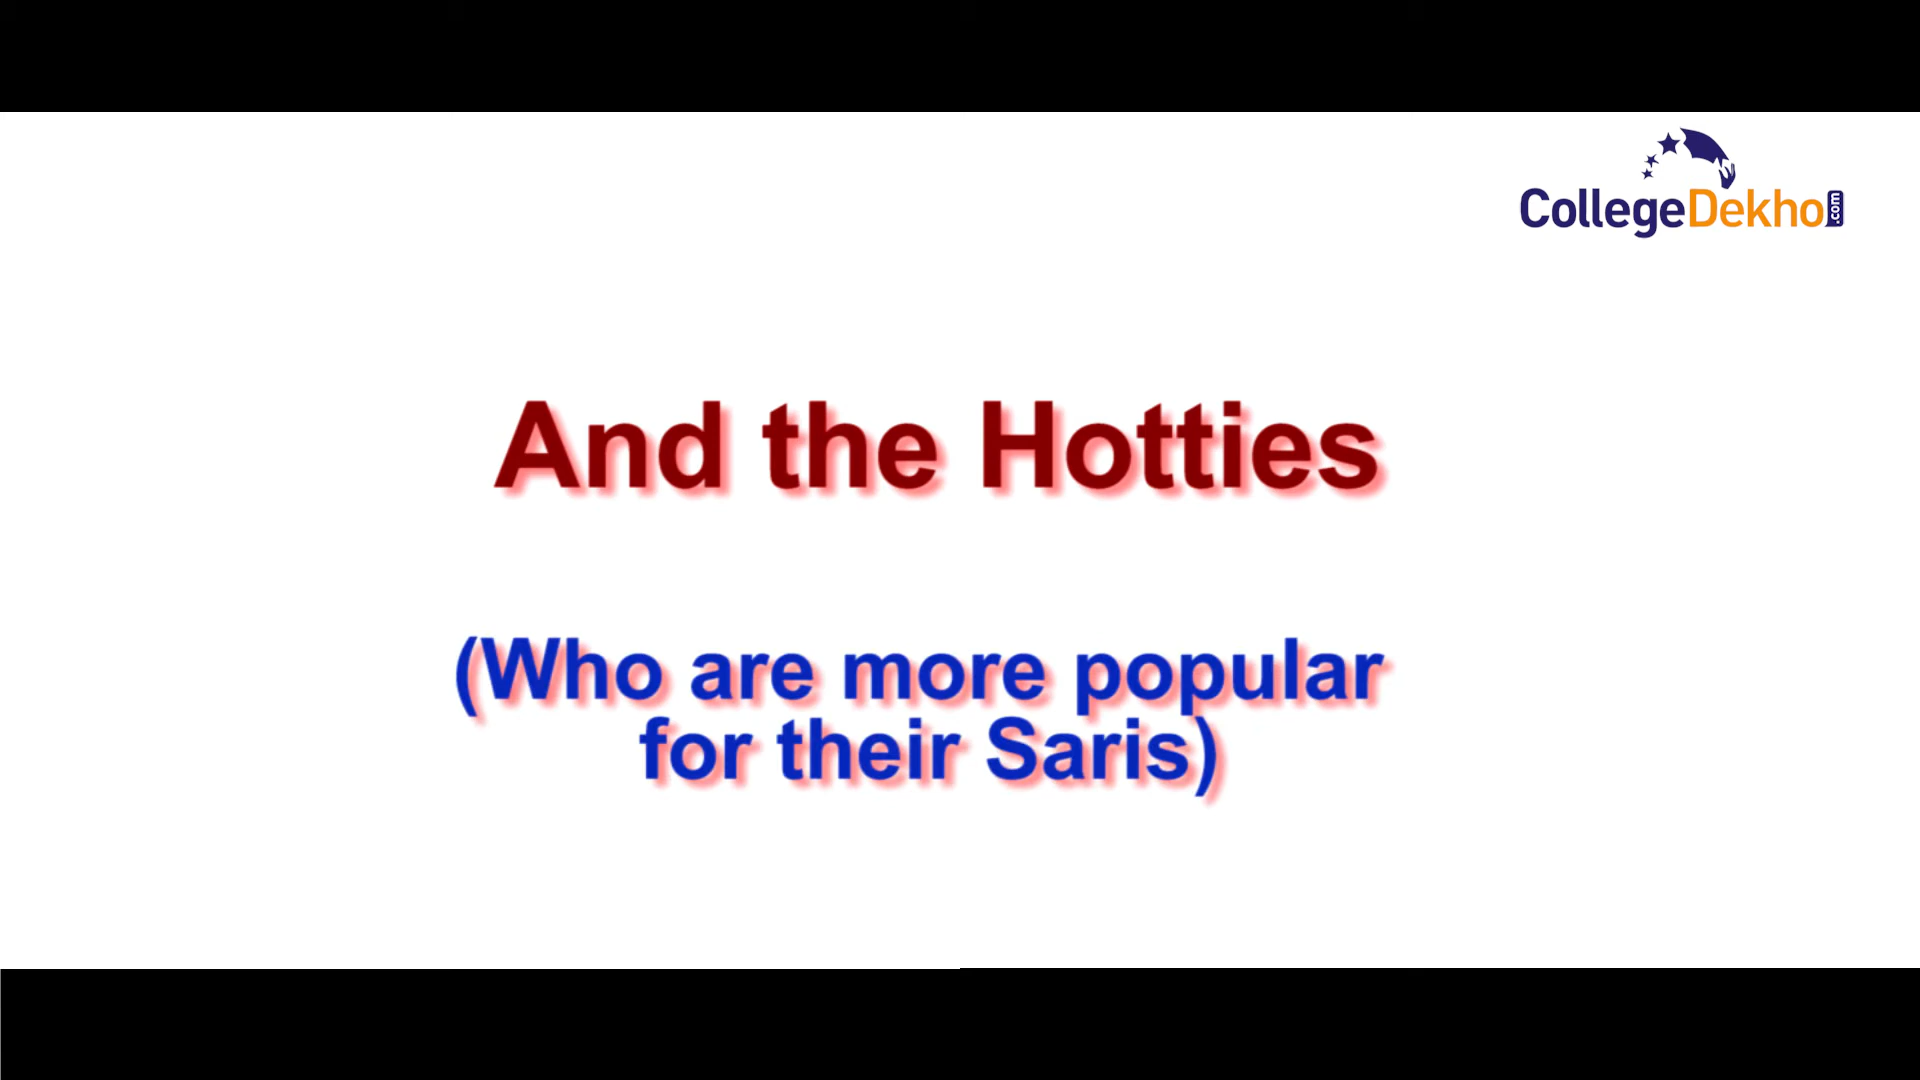 CollegeDekho.com
And the Hotties
(Who are more popular
for their Saris)